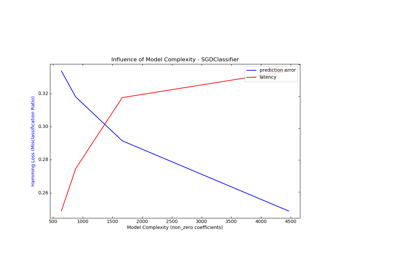 Influence of Model Complexity - SGDClassifier
prediction error
latency
Hamming Loss (Misclassification Ratio)
0.32
0.30
0.28
0.26
500 1000 1500 2000 2500 3000 3500 4000 4500
Model Complexity (non_zero coefficients)